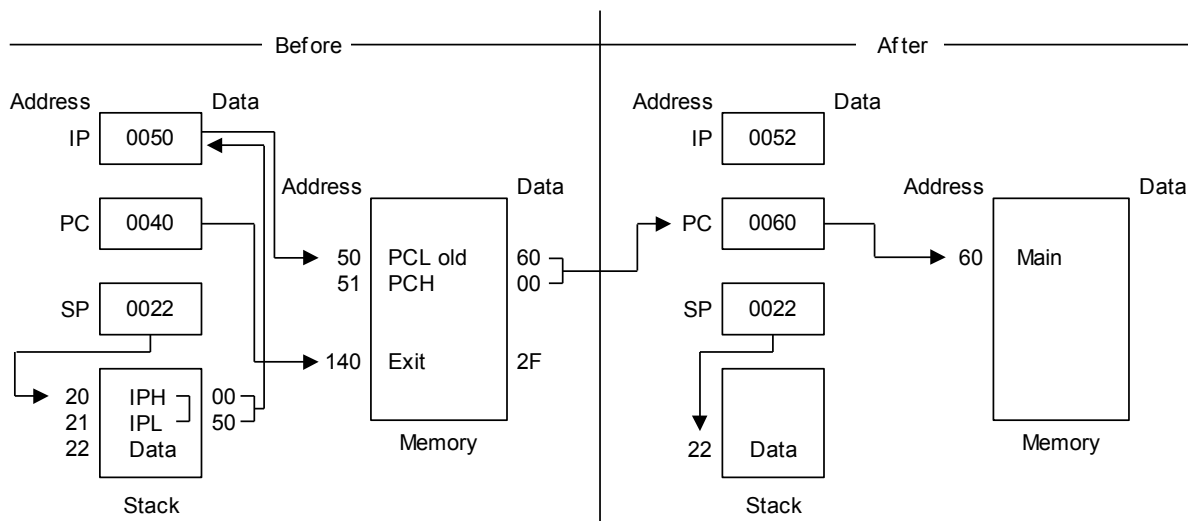 Before
Address Data
IP 0050
PC 0040
SP 0022
20 IPH 00
21 IPL 50
22 Data
Stack
Address Data
50 PCL old 60
51 PCH 00
140 Exit 2F
Memory
After
Address Data
IP 0052
PC 0060
SP 0022
22 Data
Stack
Address Data
60 Main
Memory